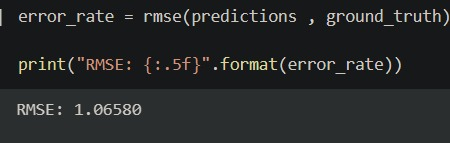 error_rate = rmse(predictions , ground_truth)
print("RMSE: {:.5f}".format(error_rate))
RMSE: 1.06580